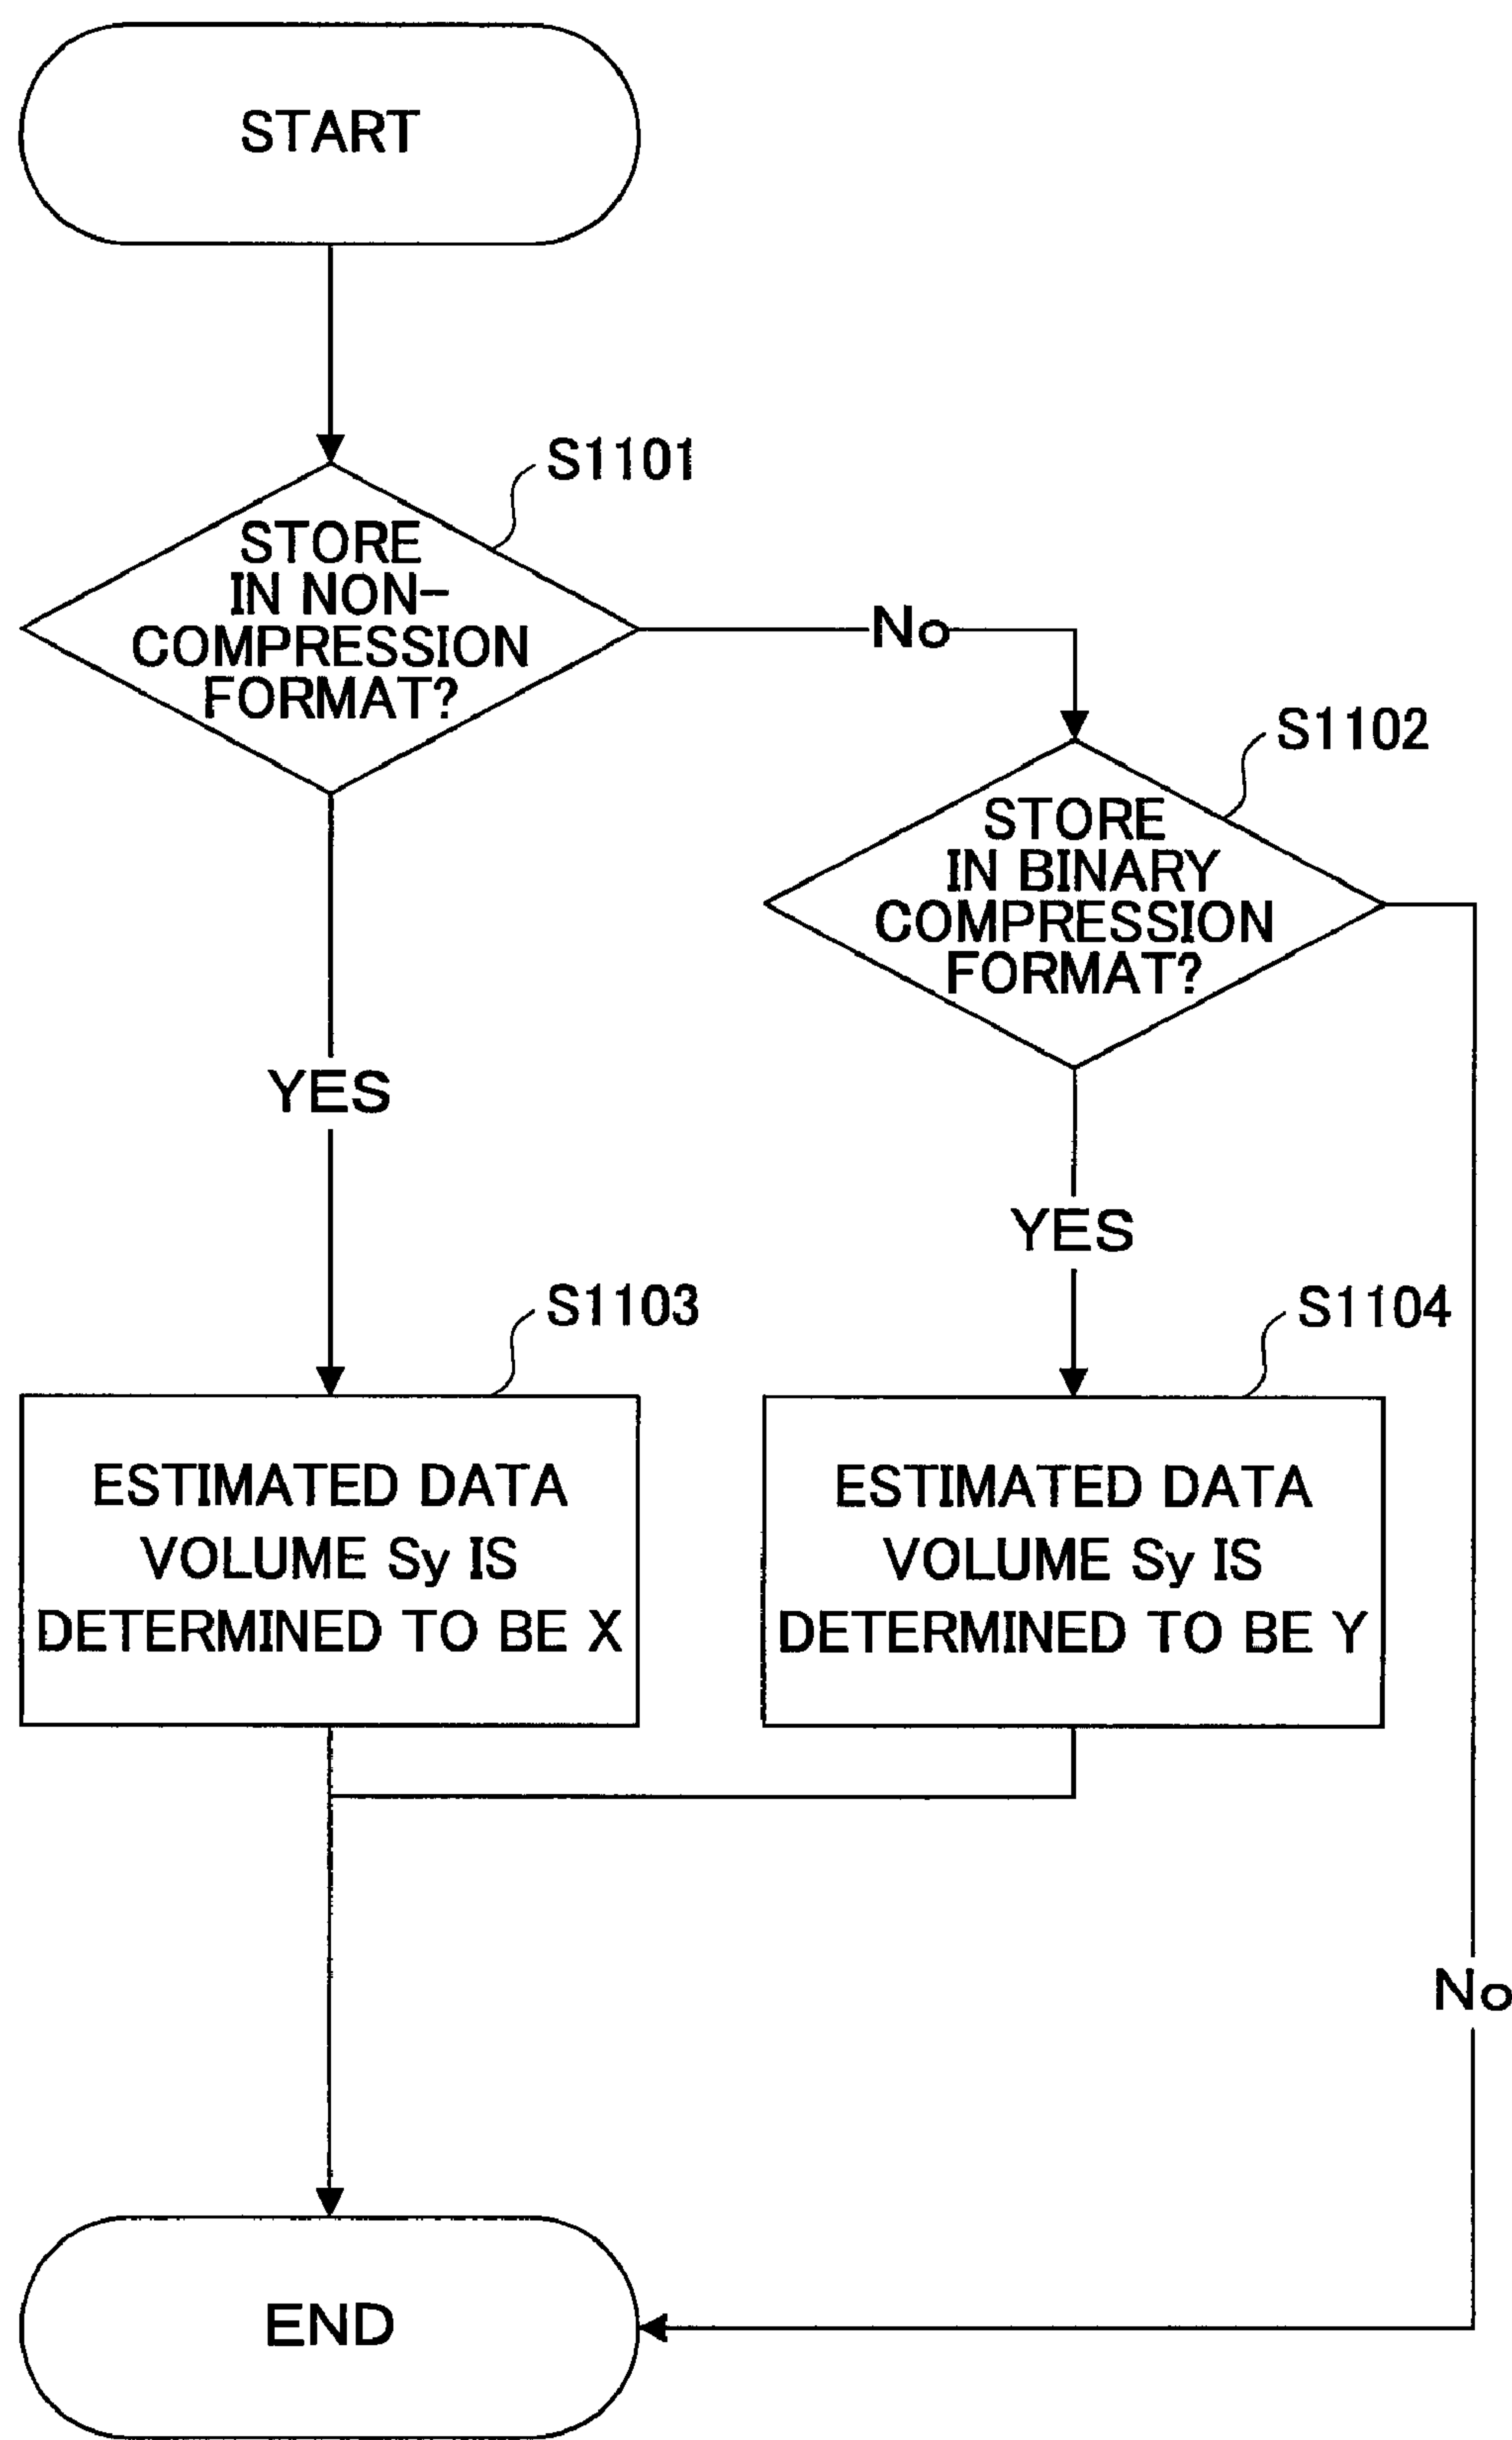 START
S1101
STORE
IN NON-
COMPRESSION
FORMAT?
No
S1102
STORE
IN BINARY
COMPRESSION
FORMAT?
YES
YES
S1103
S1104
ESTIMATED DATA
VOLUME Sy IS
DETERMINED TO BE X
ESTIMATED DATA
VOLUME Sy IS
DETERMINED TO BE Y
No
END